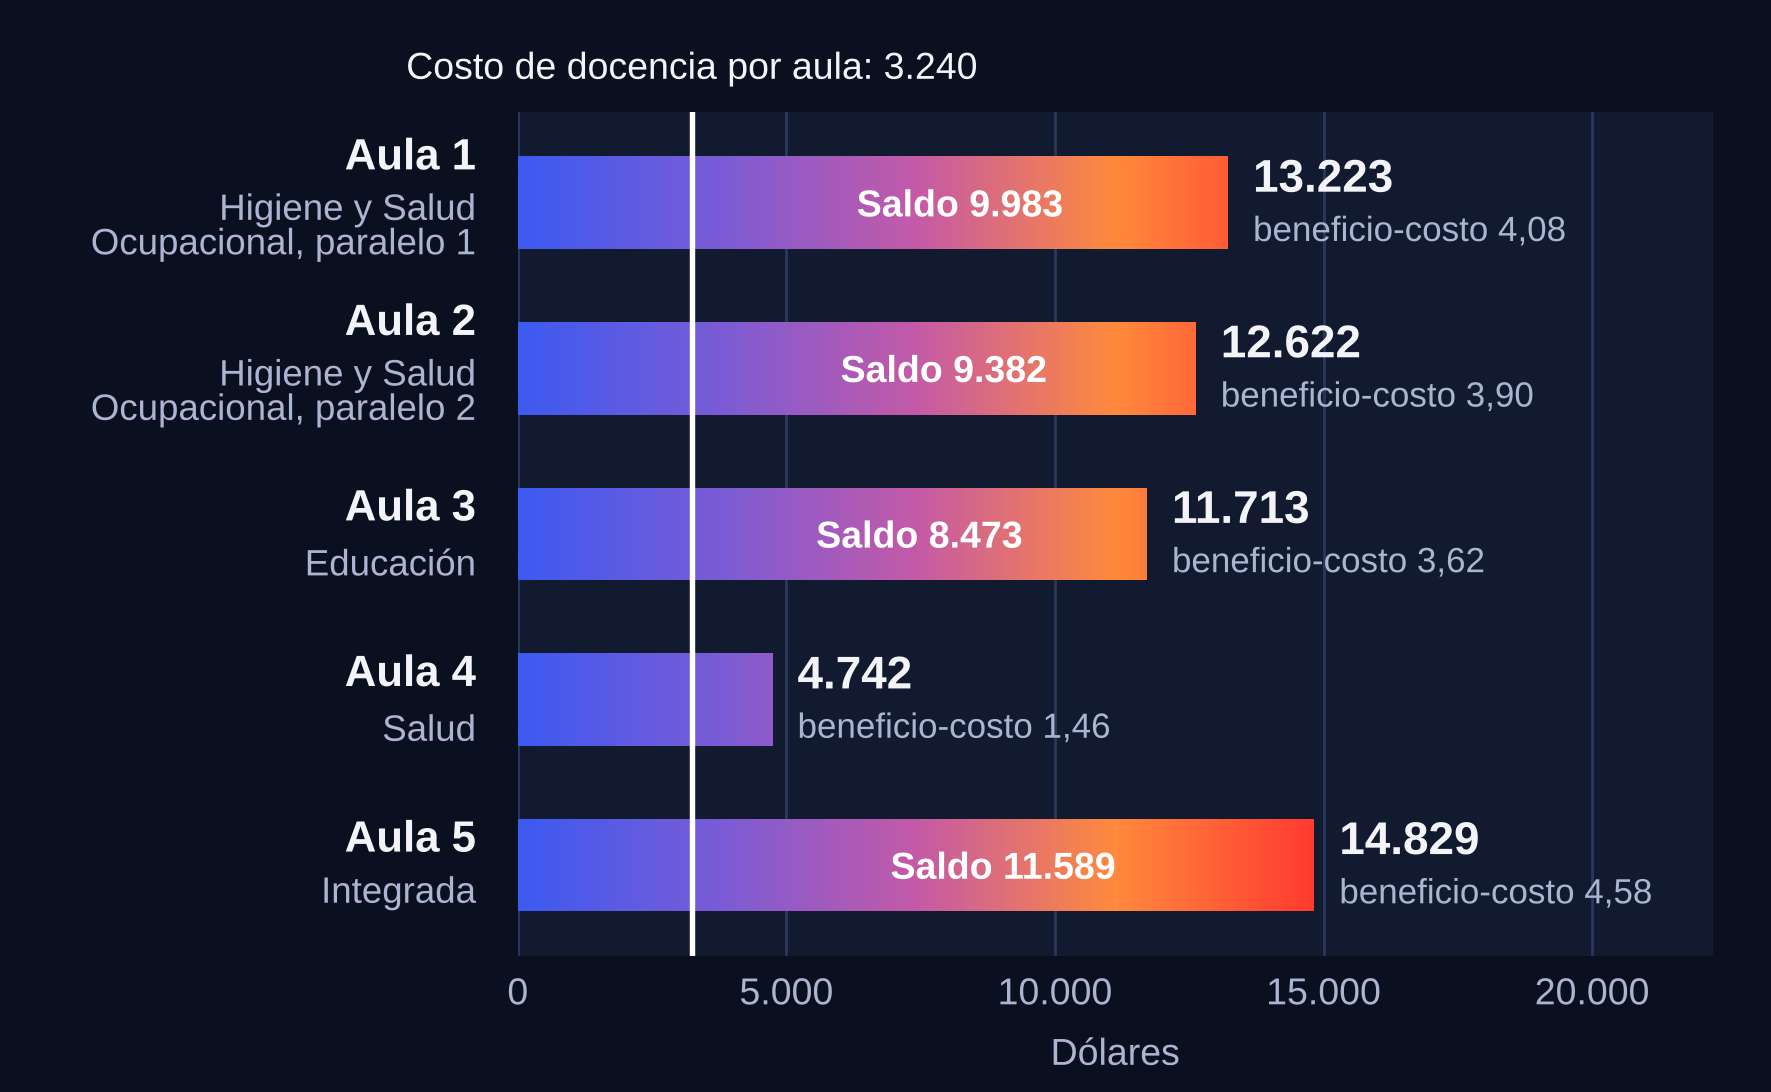 Costo de docencia por aula: 3.240
Aula 1
Higiene y Salud
Ocupacional, paralelo 1
Saldo 9.983
13.223
beneficio-costo 4,08
Aula 2
Higiene y Salud
Ocupacional, paralelo 2
Saldo 9.382
12.622
beneficio-costo 3,90
Aula 3
Educación
Saldo 8.473
11.713
beneficio-costo 3,62
Aula 4
Salud
4.742
beneficio-costo 1,46
Aula 5
Integrada
Saldo 11.589
14.829
beneficio-costo 4,58
0 5.000 10.000 15.000 20.000
Dólares